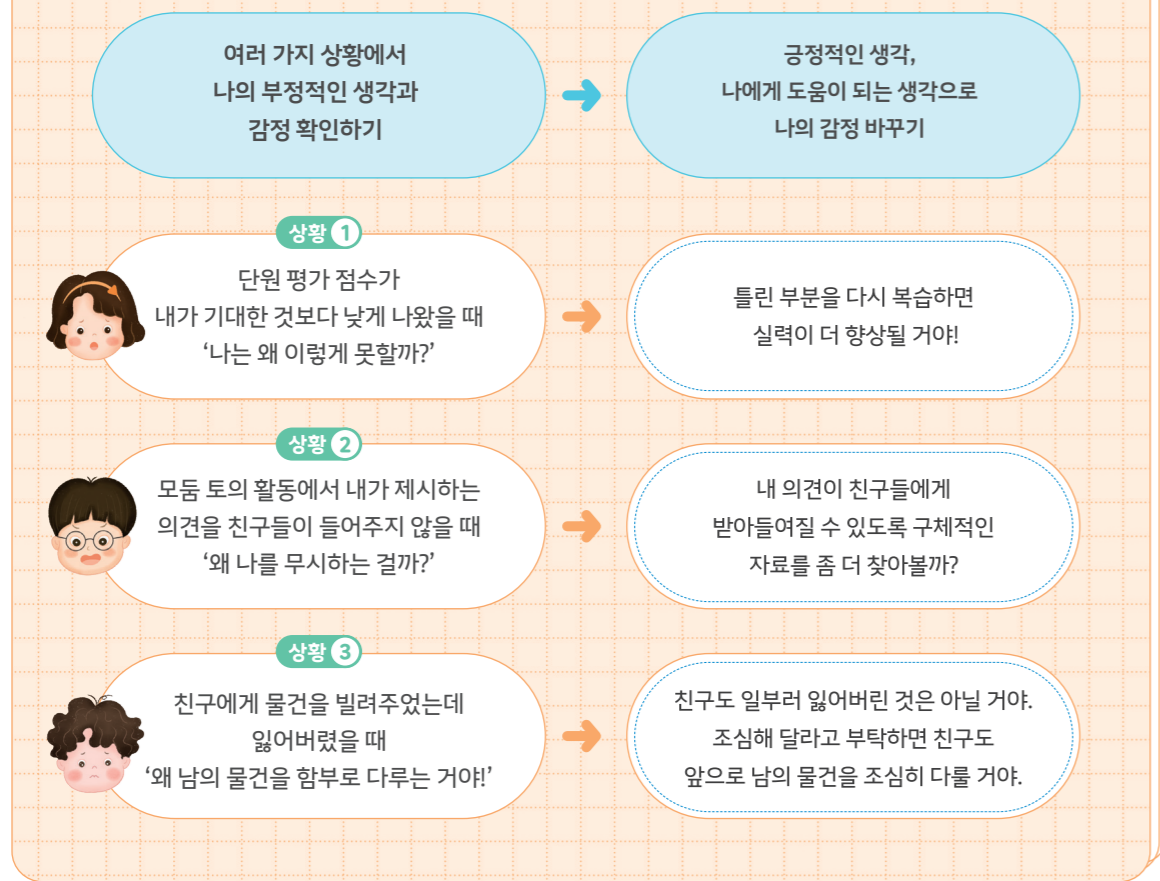 여러 가지 상황에서
나의 부정적인 생각과
감정 확인하기
긍정적인 생각,
나에게 도움이 되는 생각으로
나의 감정 바꾸기
상황 1
단원 평가 점수가
내가 기대한 것보다 낮게 나왔을 때
‘나는 왜 이렇게 못할까?’
틀린 부분을 다시 복습하면
실력이 더 향상될 거야!
상황 2
모둠 토의 활동에서 내가 제시하는
의견을 친구들이 들어주지 않을 때
‘왜 나를 무시하는 걸까?’
내 의견이 친구들에게
받아들여질 수 있도록 구체적인
자료를 좀 더 찾아볼까?
상황 3
친구에게 물건을 빌려주었는데
잃어버렸을 때
‘왜 남의 물건을 함부로 다루는 거야!’
친구도 일부러 잃어버린 것은 아닐 거야.
조심해 달라고 부탁하면 친구도
앞으로 남의 물건을 조심히 다룰 거야.